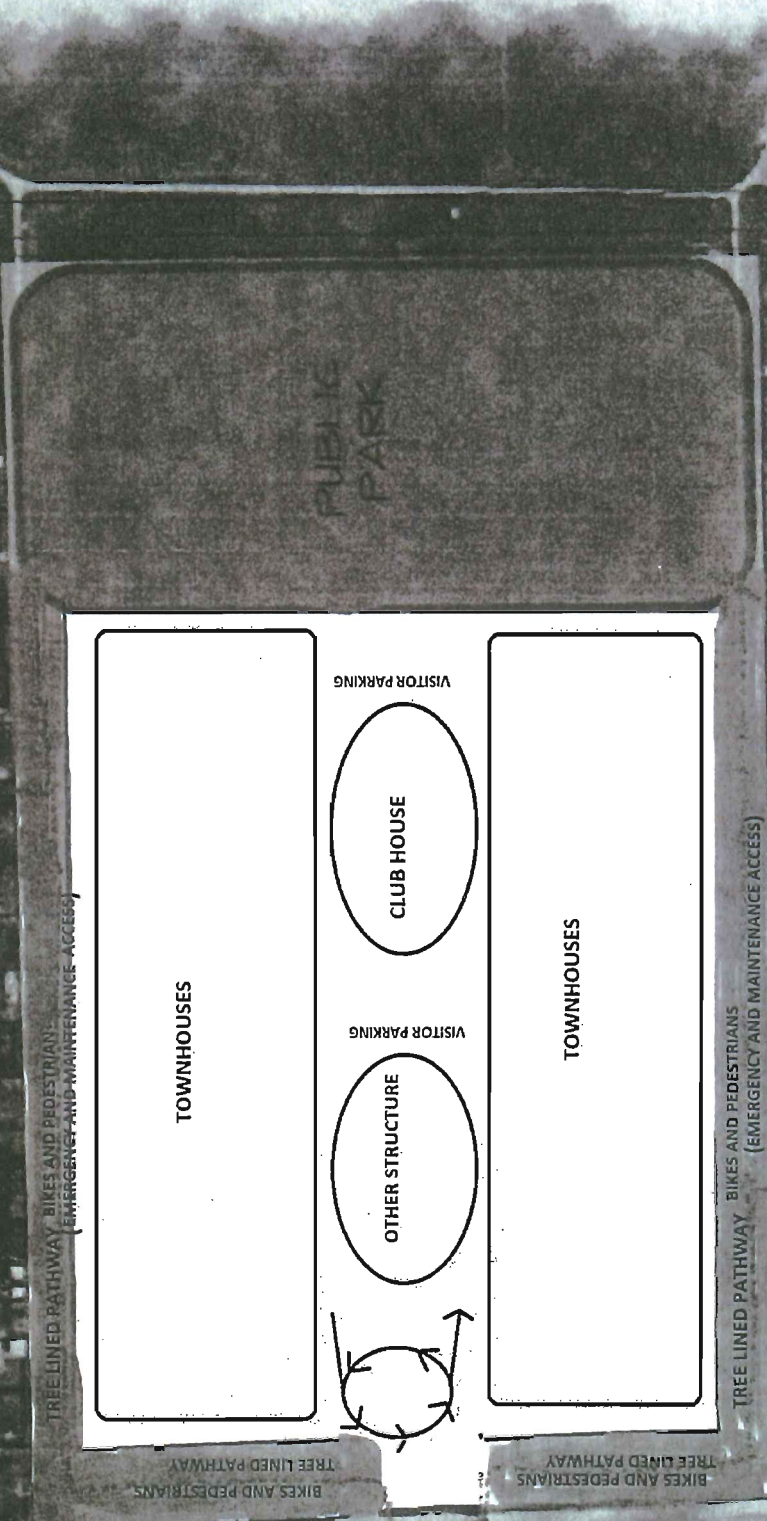 PUBLIC
PARK
VISITOR PARKING
CLUB HOUSE
TOWNHOUSES
TOWNHOUSES
VISITOR PARKING
OTHER STRUCTURE
TREE LINED PATHWAY BIKES AND PEDESTRIANS
(EMERGENCY AND MAINTENANCE ACCESS)
TREE LINED PATHWAY BIKES AND PEDESTRIANS
(EMERGENCY AND MAINTENANCE ACCESS)
TREE LINED PATHWAY
BIKES AND PEDESTRIANS
TREE LINED PATHWAY
BIKES AND PEDESTRIANS